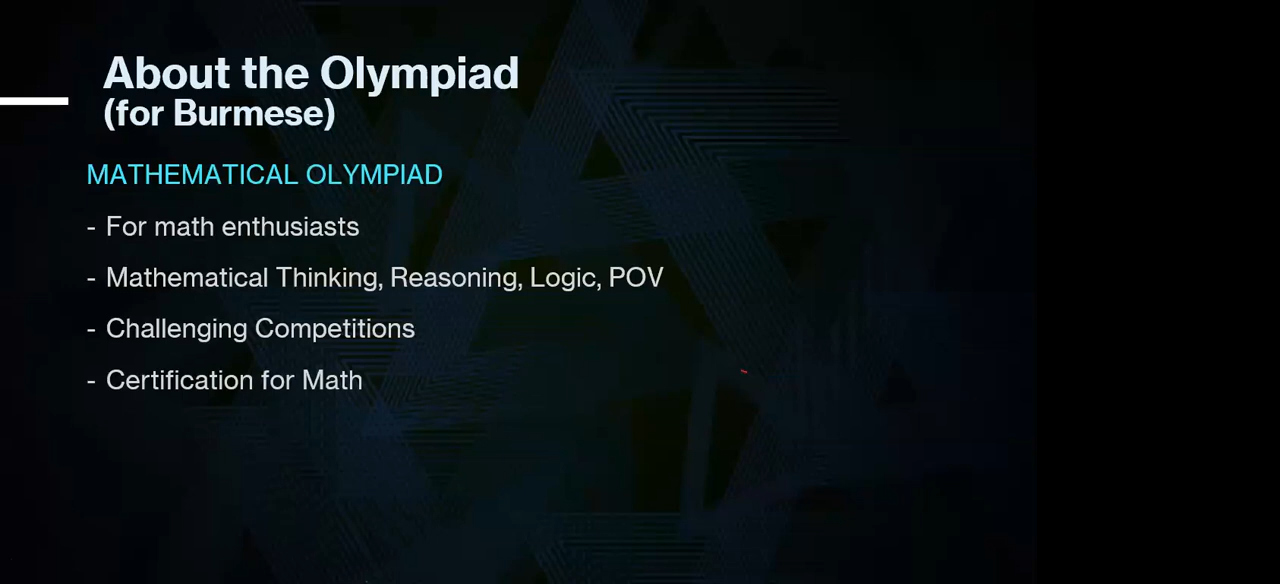 About the Olympiad
(for Burmese)
MATHEMATICAL OLYMPIAD
- For math enthusiasts
- Mathematical Thinking, Reasoning, Logic, POV
- Challenging Competitions
- Certification for Math